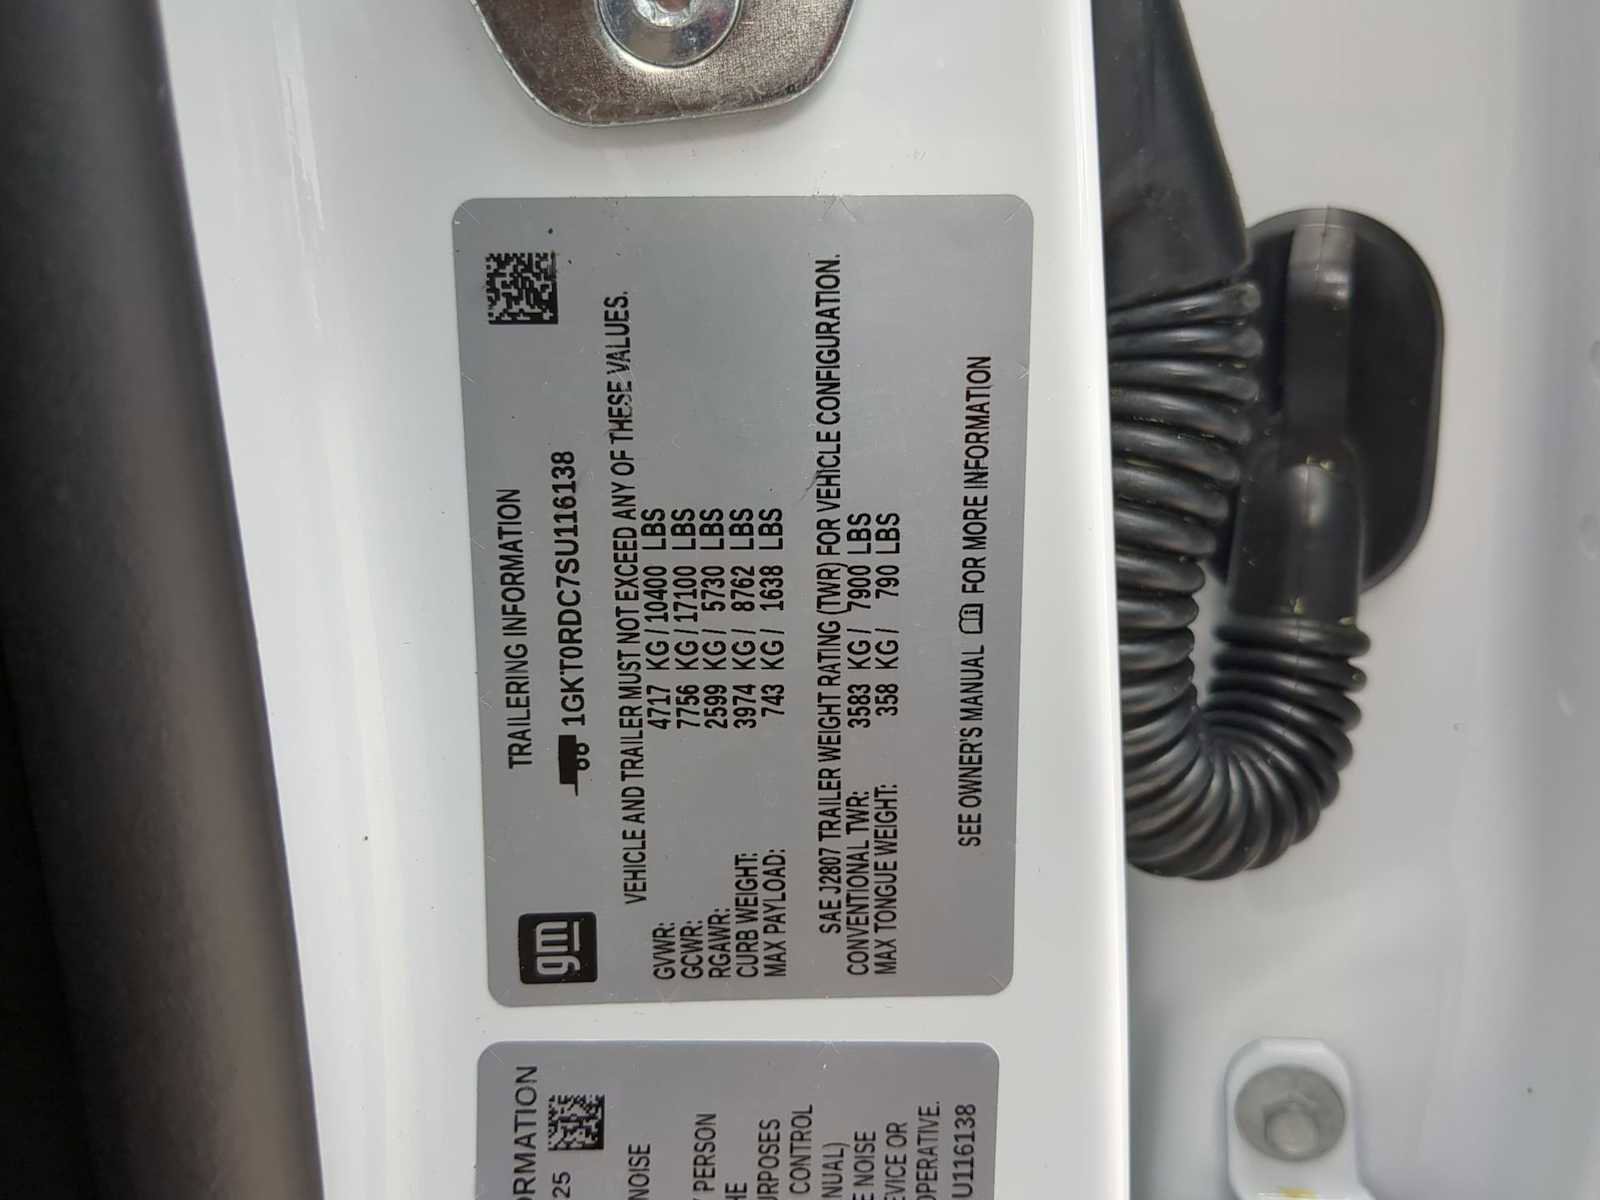 gm
TRAILERING INFORMATION
1GKT0RDC7SU116138
VEHICLE AND TRAILER MUST NOT EXCEED ANY OF THESE VALUES.
GVWR: 4717 KG / 10400 LBS
GCWR: 7756 KG / 17100 LBS
RGAWR: 2599 KG / 5730 LBS
CURB WEIGHT: 3974 KG / 8762 LBS
MAX PAYLOAD: 743 KG / 1638 LBS
SAE J2807 TRAILER WEIGHT RATING (TWR) FOR VEHICLE CONFIGURATION.
CONVENTIONAL TWR: 3583 KG / 7900 LBS
MAX TONGUE WEIGHT: 358 KG / 790 LBS
SEE OWNER'S MANUAL FOR MORE INFORMATION
ORMATION
25
NOISE
PERSON
HE
URPOSES
CONTROL
NUAL)
E NOISE
EVICE OR
OPERATIVE.
U116138